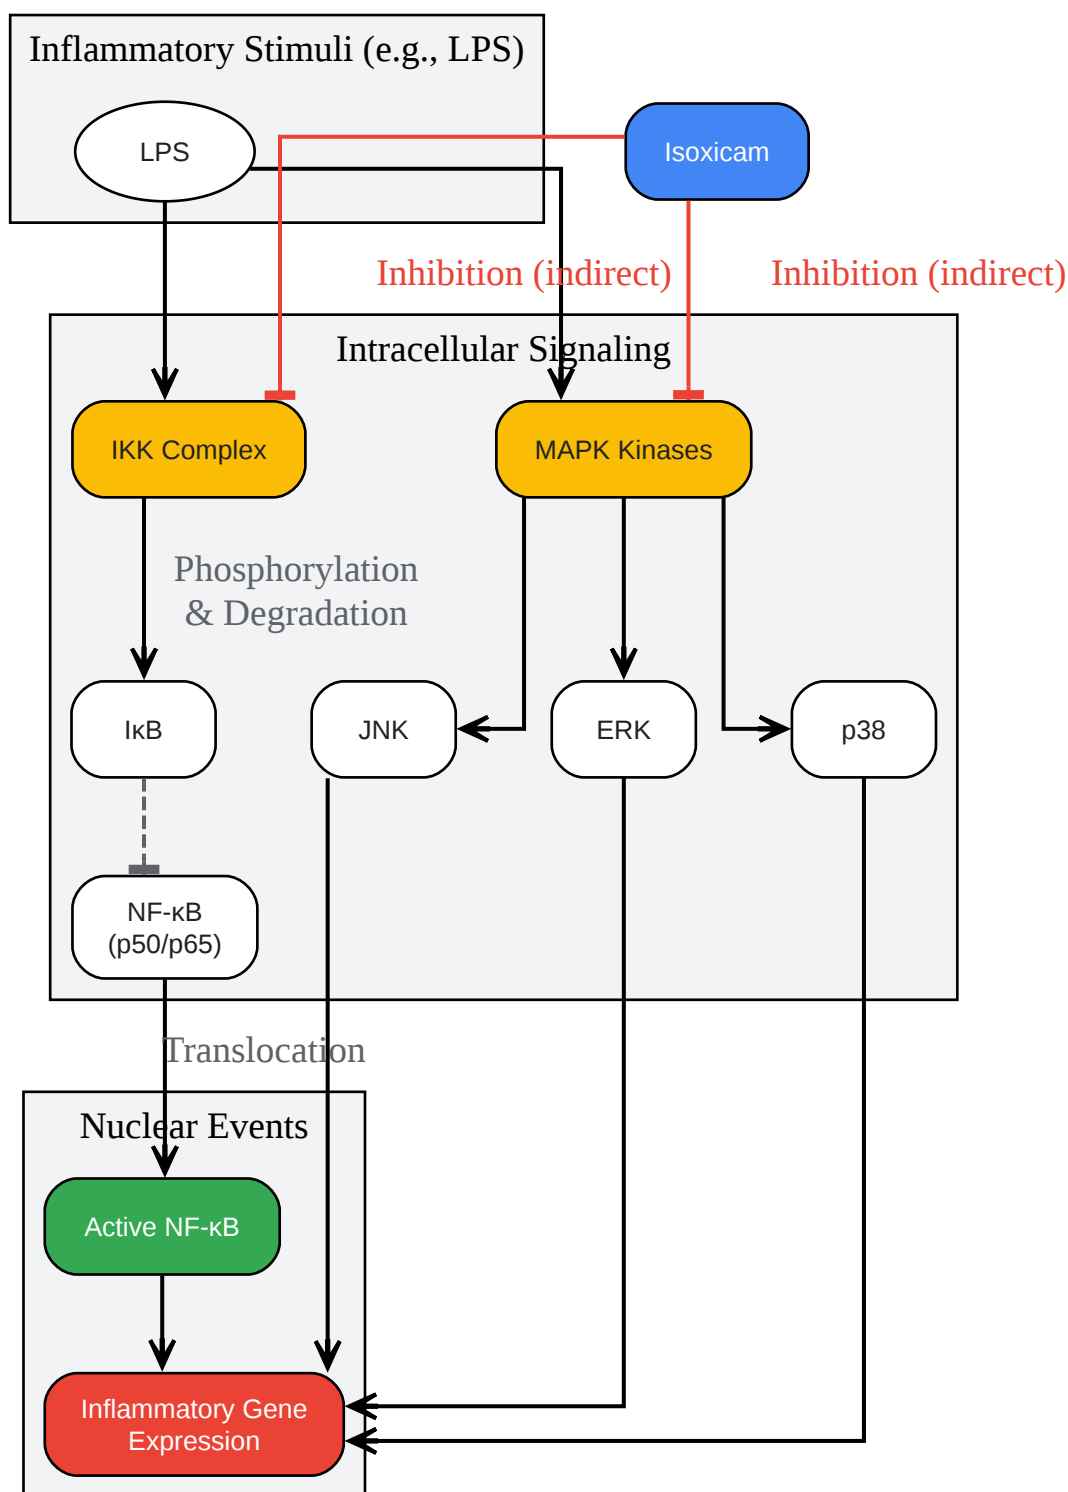 Inflammatory Stimuli (e.g., LPS)
LPS
Isoxicam
Inhibition (indirect)
Inhibition (indirect)
Intracellular Signaling
IKK Complex
MAPK Kinases
Phosphorylation
& Degradation
IκB
JNK
ERK
p38
NF-κB
(p50/p65)
Translocation
Nuclear Events
Active NF-κB
Inflammatory Gene
Expression